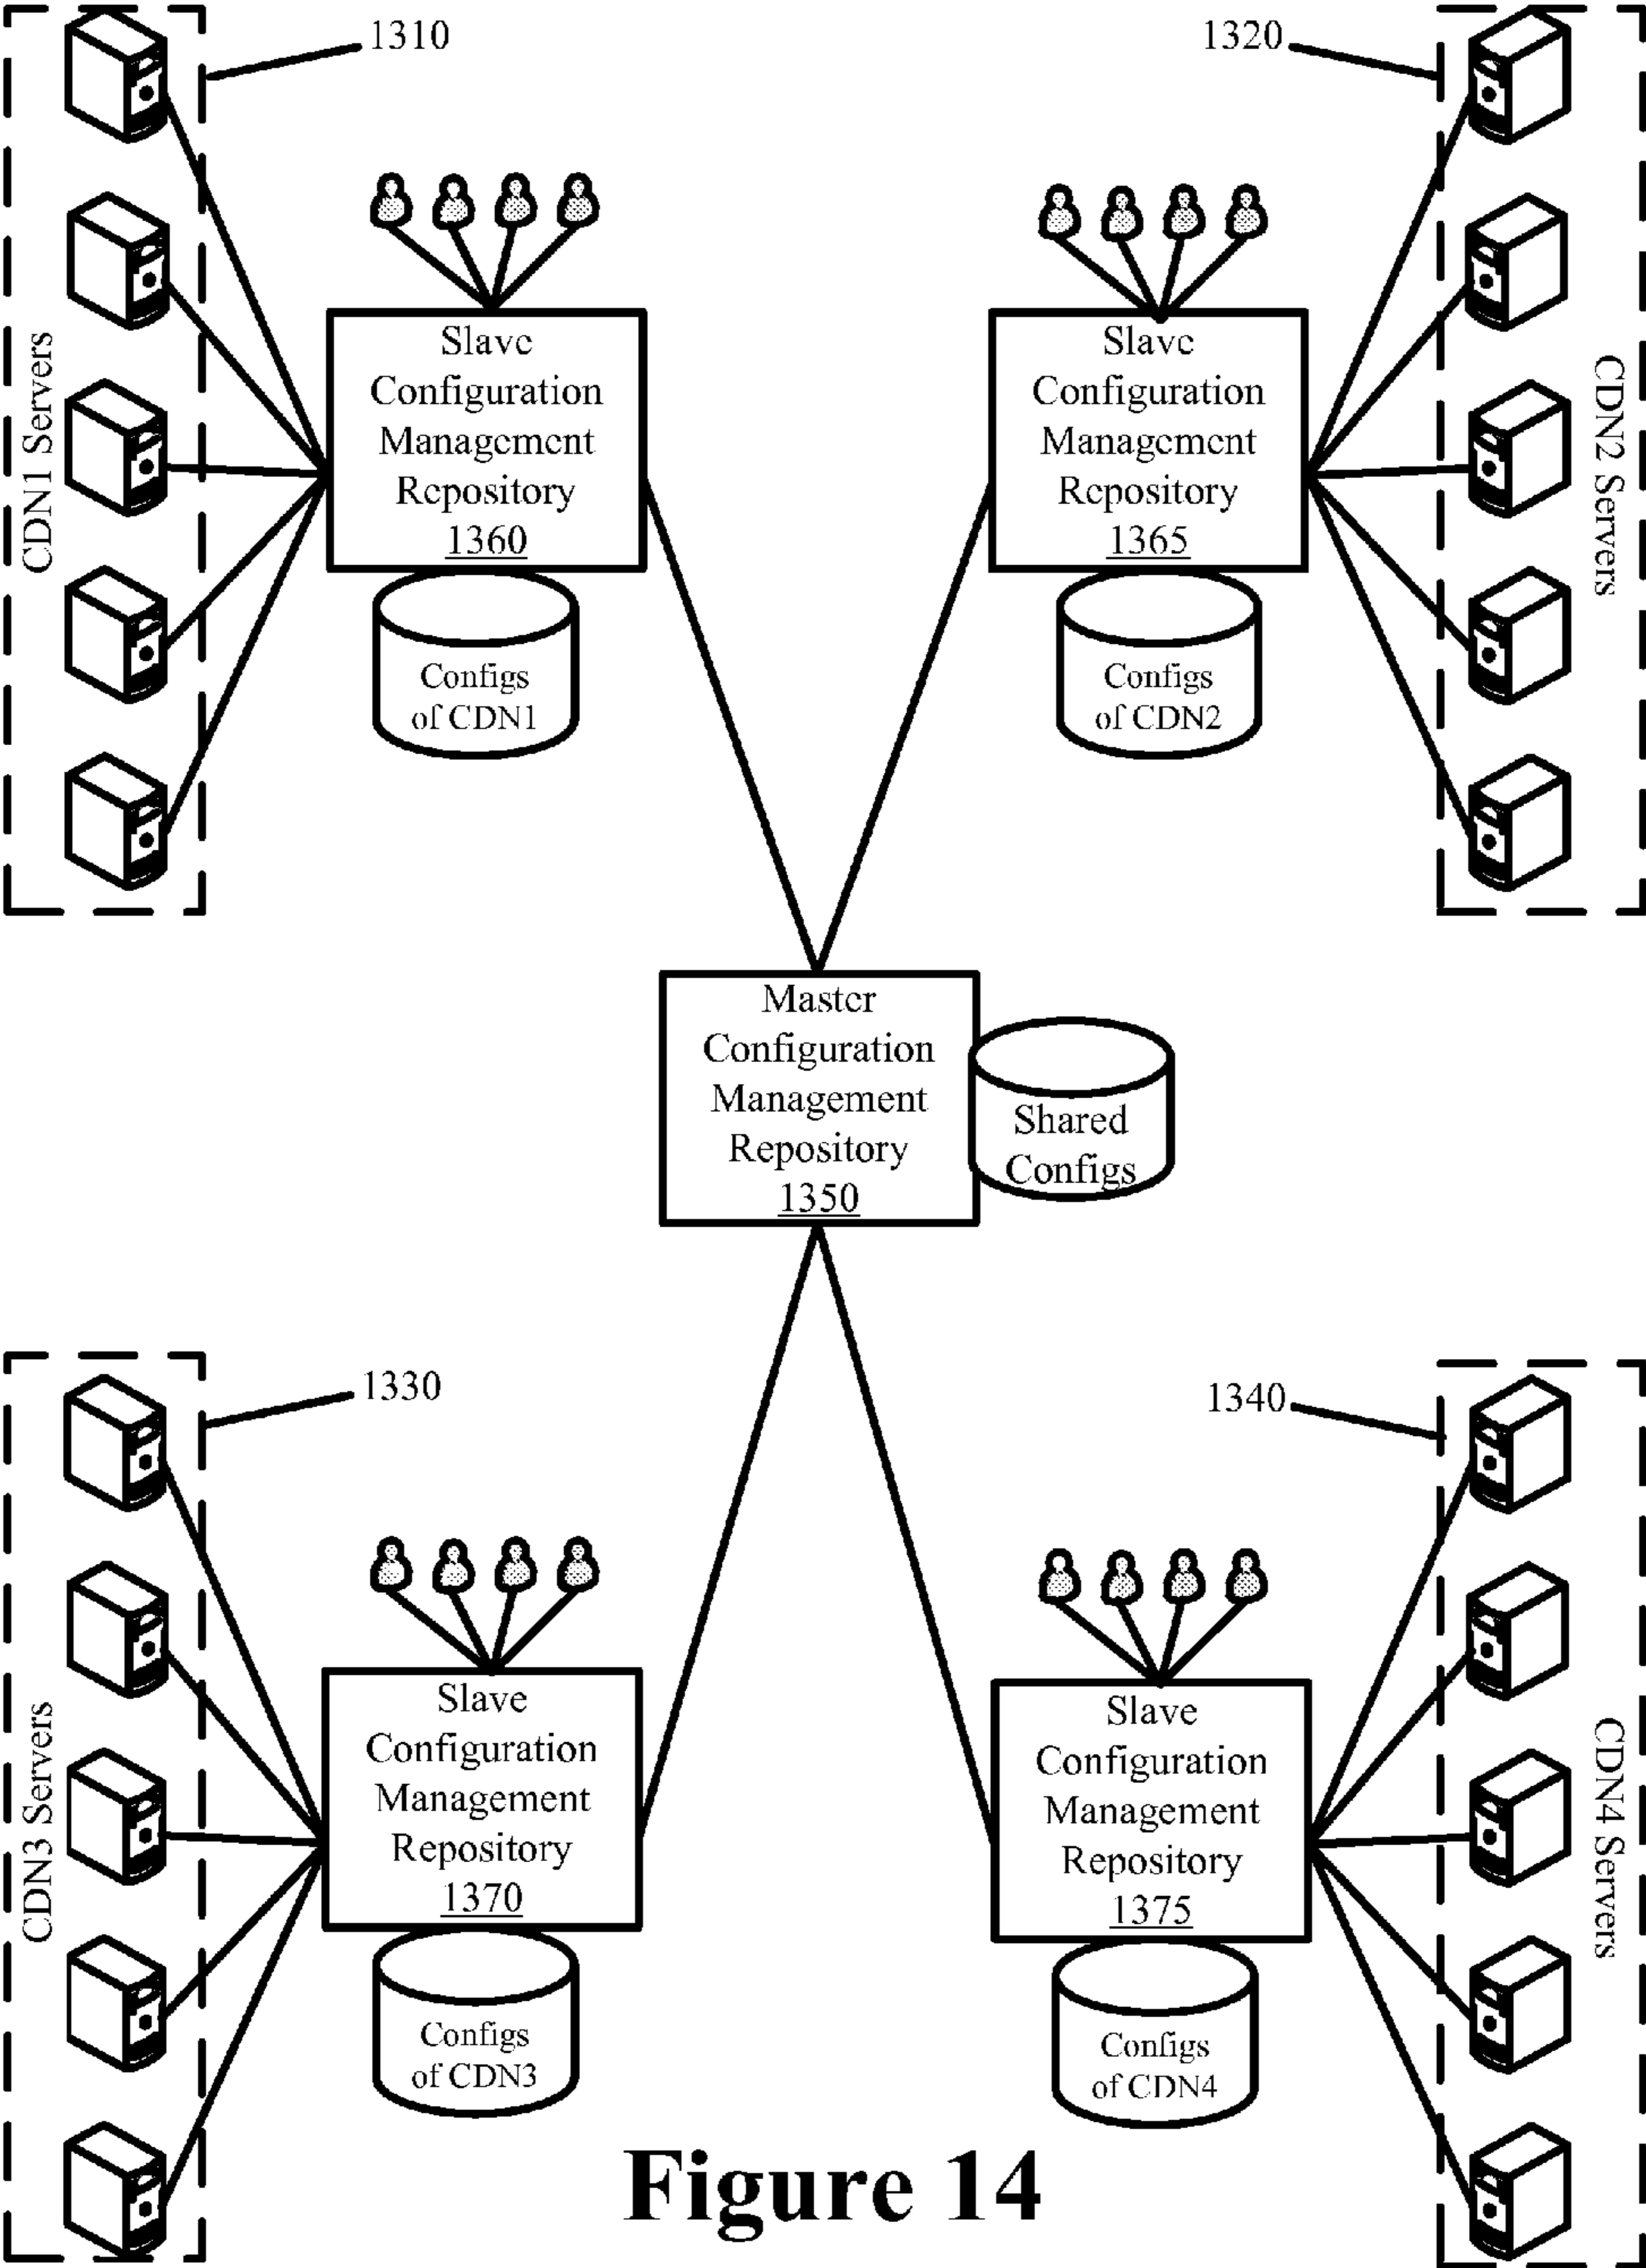 1310
1320
CDN1 Servers
Slave
Configuration
Management
Repository
1360
Configs
of CDN1
Slave
Configuration
Management
Repository
1365
Configs
of CDN2
CDN2 Servers
Master
Configuration
Management
Repository
1350
Shared
Configs
1330
1340
CDN3 Servers
Slave
Configuration
Management
Repository
1370
Configs
of CDN3
Slave
Configuration
Management
Repository
1375
Configs
of CDN4
CDN4 Servers
Figure 14